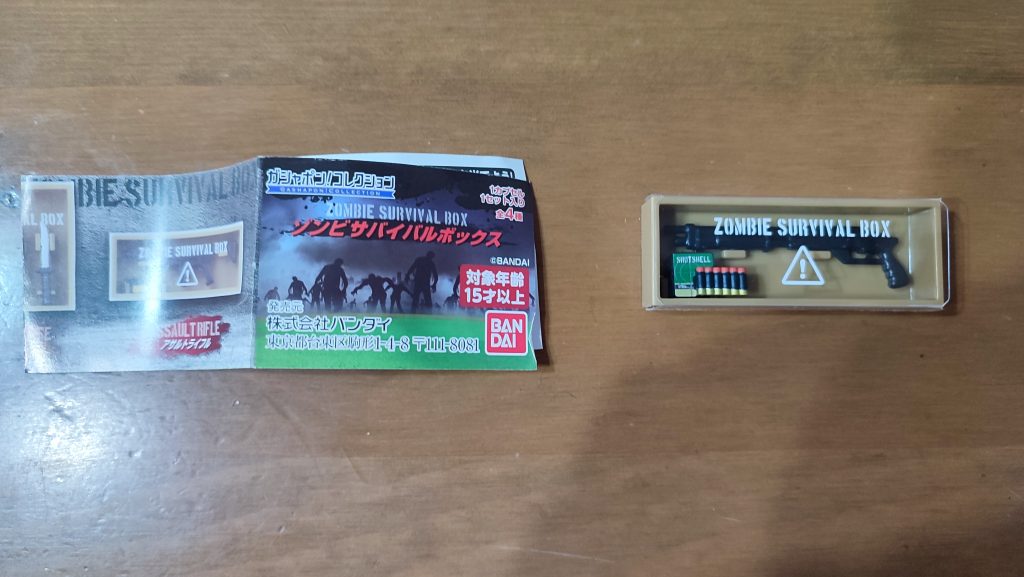 ZOMBIE SURVIVAL BOX
BOX
ZOMBIE SURVIVAL BOX
ASSAULT RIFLE
アサルトライフル
ガシャポン!コレクション
GASHAPON!COLLECTION
1カプセル
1セット入り
全4種
ZOMBIE SURVIVAL BOX
ゾンビサバイバルボックス
©BANDAI
対象年齢
15才以上
発売元
株式会社バンダイ
東京都台東区駒形1-4-8 〒111-8081
BAN
DAI
ZOMBIE SURVIVAL BOX
SHOTSHELL